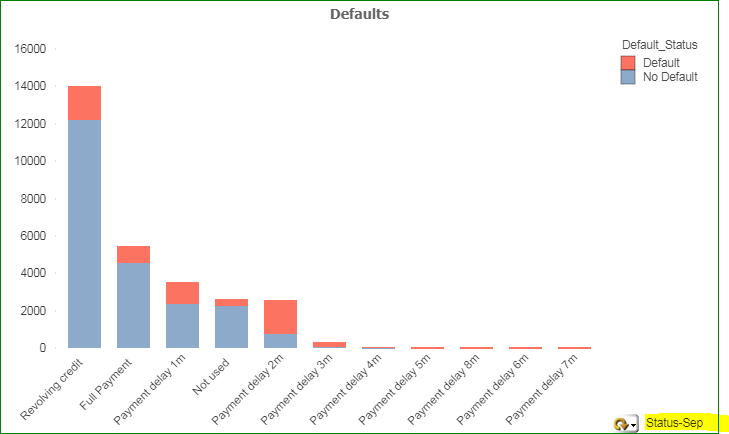 Defaults
Default_Status
Default
No Default
16000
14000
12000
10000
8000
6000
4000
2000
0
Revolving credit
Full Payment
Payment delay 1m
Not used
Payment delay 2m
Payment delay 3m
Payment delay 4m
Payment delay 5m
Payment delay 8m
Payment delay 6m
Payment delay 7m
Status-Sep